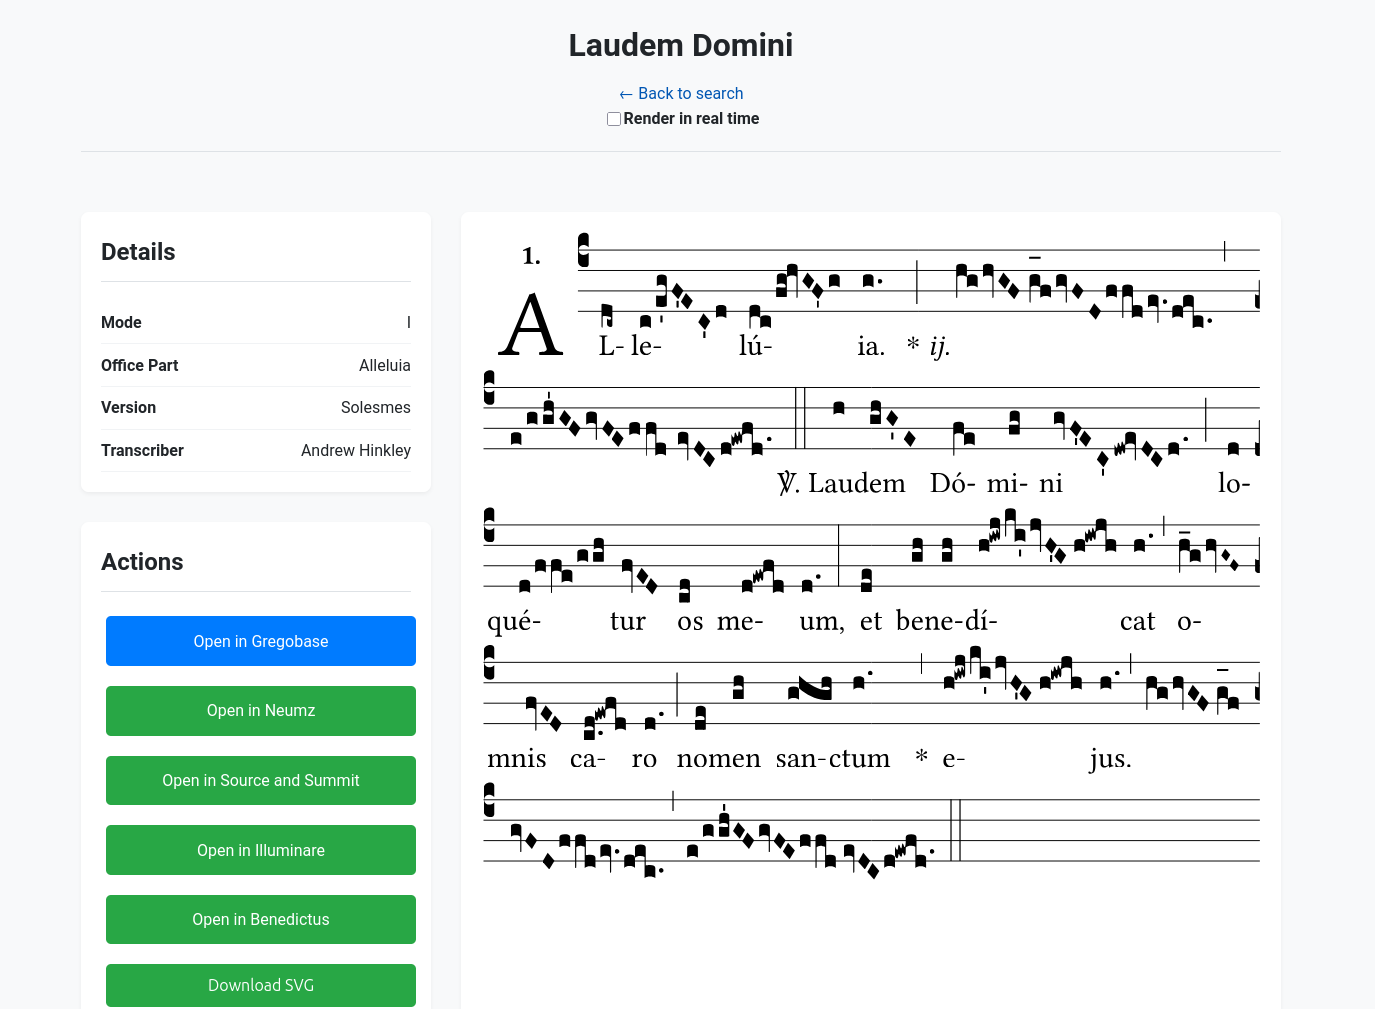 Laudem Domini
← Back to search
Render in real time
Details
Mode I
Office Part Alleluia
Version Solesmes
Transcriber Andrew Hinkley
Actions
Open in Gregobase
Open in Neumz
Open in Source and Summit
Open in Illuminare
Open in Benedictus
Download SVG
1.
AL-le- lú- ia. * ij.
℣. Laudem Dó- mi- ni lo-
qué- tur os me- um, et bene-dí- cat o-
mnis ca- ro nomen san-ctum * e- jus.